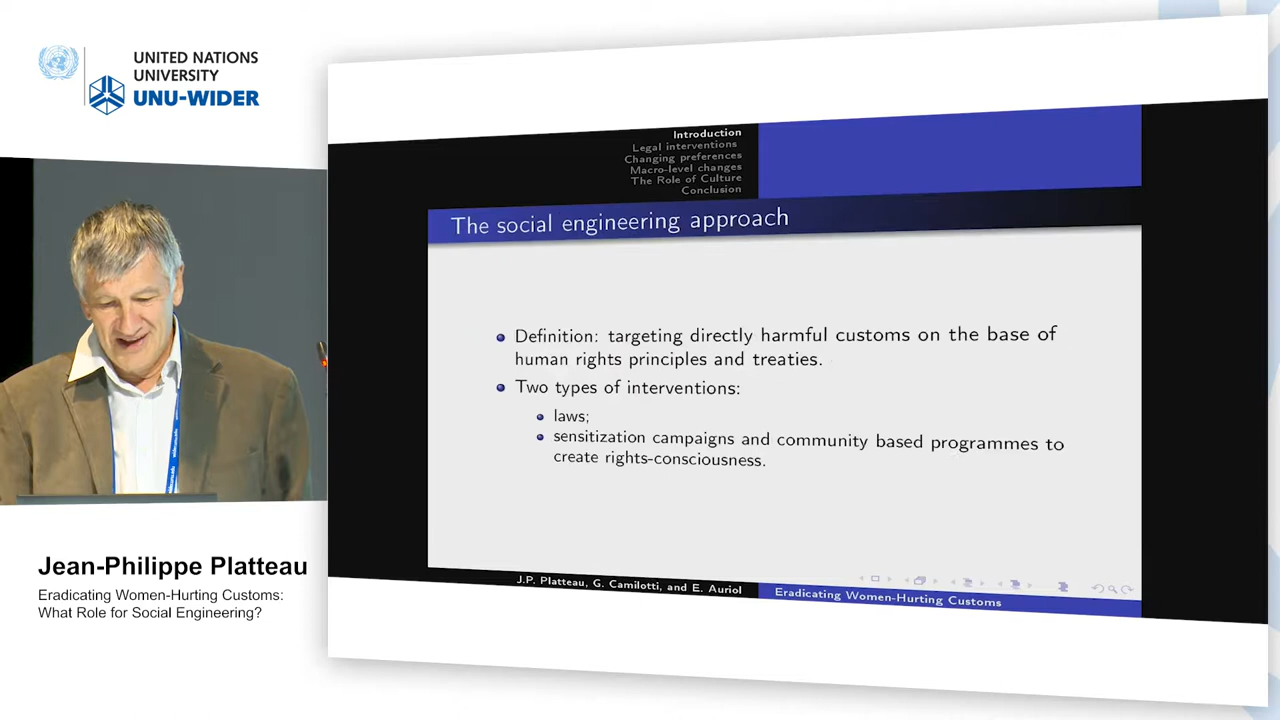 UNITED NATIONS
UNIVERSITY
UNU-WIDER
Introduction
Legal interventions
Changing preferences
Macro-level changes
The Role of Culture
Conclusion
The social engineering approach
Definition: targeting directly harmful customs on the base of
human rights principles and treaties.
Two types of interventions:
laws;
sensitization campaigns and community based programmes to
create rights-consciousness.
J.P. Platteau, G. Camilotti, and E. Auriol
Eradicating Women-Hurting Customs
Jean-Philippe Platteau
Eradicating Women-Hurting Customs:
What Role for Social Engineering?